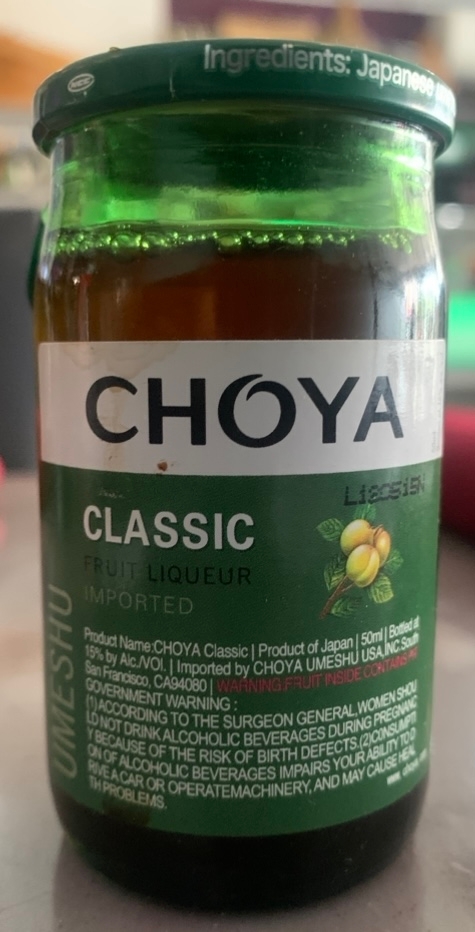 Ingredients: Japanese
CHOYA
L180515N
CLASSIC
FRUIT LIQUEUR
IMPORTED
UMESHU
Product Name:CHOYA Classic | Product of Japan | 50ml | Bottled at
15% by Alc./VOl. | Imported by CHOYA UMESHU USA,INC.South
San Francisco, CA94080 | WARNING:FRUIT INSIDE CONTAINS
GOVERNMENT WARNING :
(1)ACCORDING TO THE SURGEON GENERAL,WOMEN SHOU
LD NOT DRINK ALCOHOLIC BEVERAGES DURING PREGNANC
Y BECAUSE OF THE RISK OF BIRTH DEFECTS.(2)CONSUMPTI
ON OF ALCOHOLIC BEVERAGES IMPAIRS YOUR ABILITY TO D
RIVE A CAR OR OPERATEMACHINERY, AND MAY CAUSE HEAL
TH PROBLEMS.